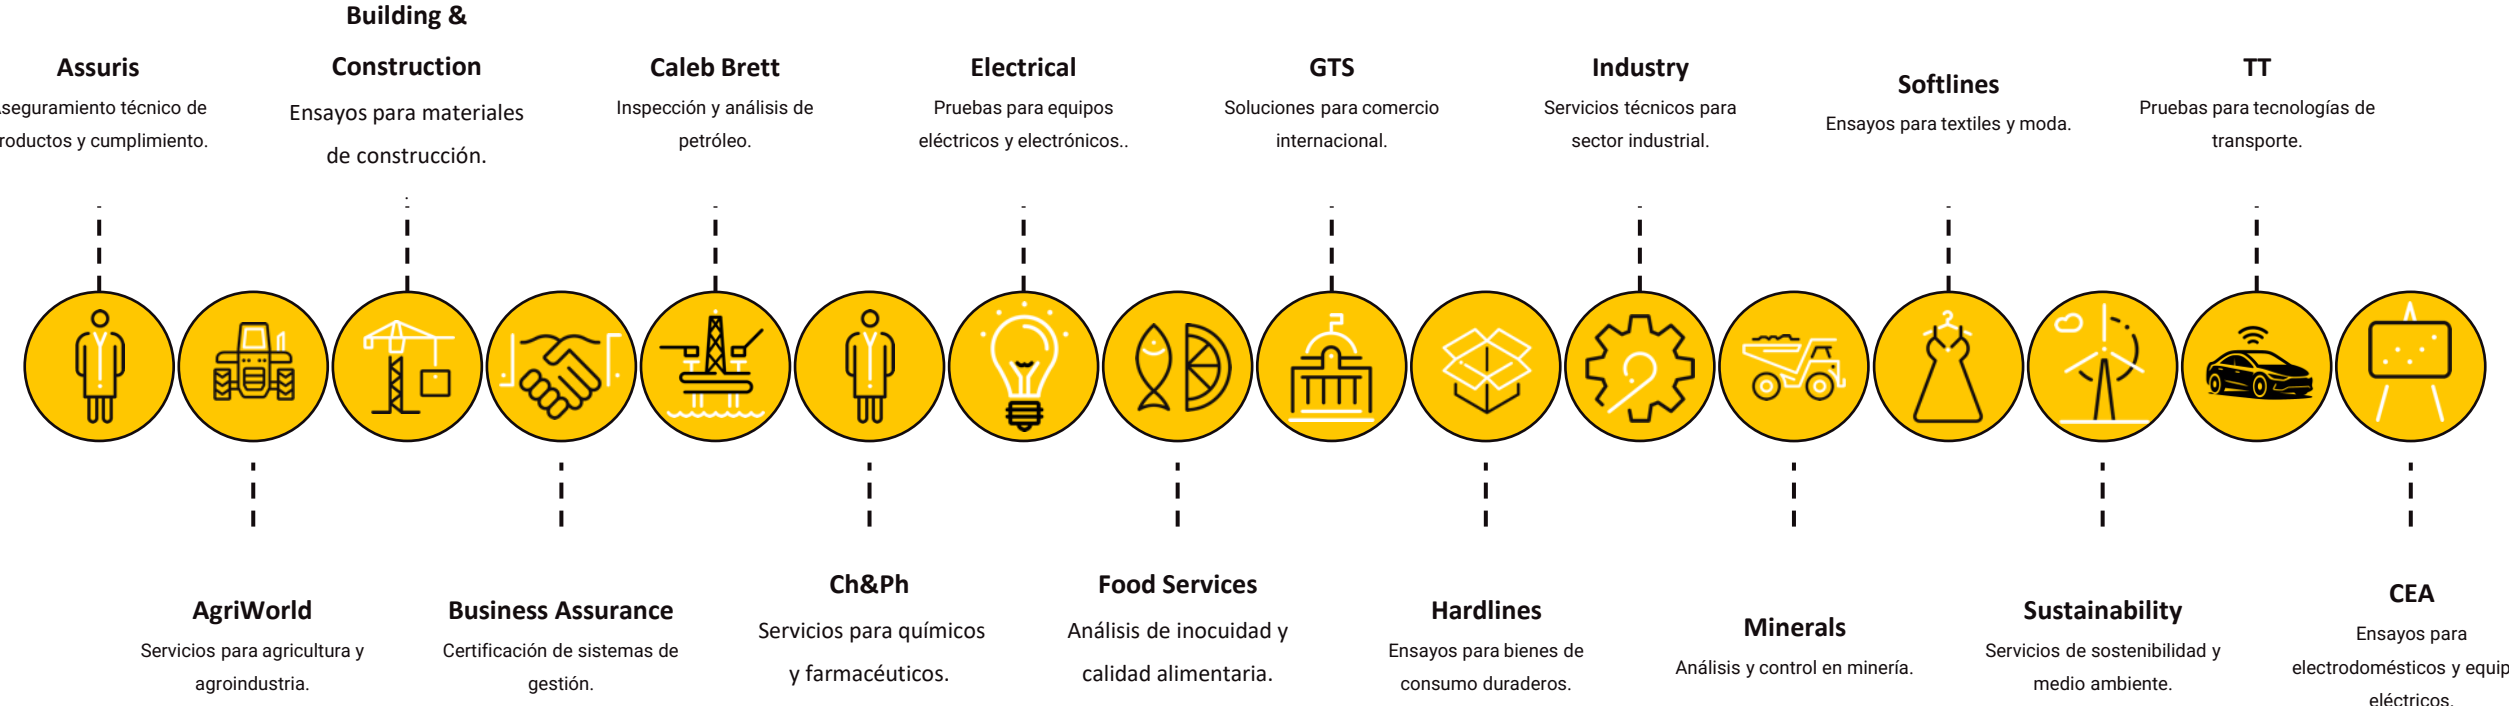 Assuris
Aseguramiento técnico de
productos y cumplimiento.
Building &
Construction
Ensayos para materiales
de construcción.
Caleb Brett
Inspección y análisis de
petróleo.
Electrical
Pruebas para equipos
eléctricos y electrónicos..
GTS
Soluciones para comercio
internacional.
Industry
Servicios técnicos para
sector industrial.
Softlines
Ensayos para textiles y moda.
TT
Pruebas para tecnologías de
transporte.
AgriWorld
Servicios para agricultura y
agroindustria.
Business Assurance
Certificación de sistemas de
gestión.
Ch&Ph
Servicios para químicos
y farmacéuticos.
Food Services
Análisis de inocuidad y
calidad alimentaria.
Hardlines
Ensayos para bienes de
consumo duraderos.
Minerals
Análisis y control en minería.
Sustainability
Servicios de sostenibilidad y
medio ambiente.
CEA
Ensayos para
electrodomésticos y equip
eléctricos.